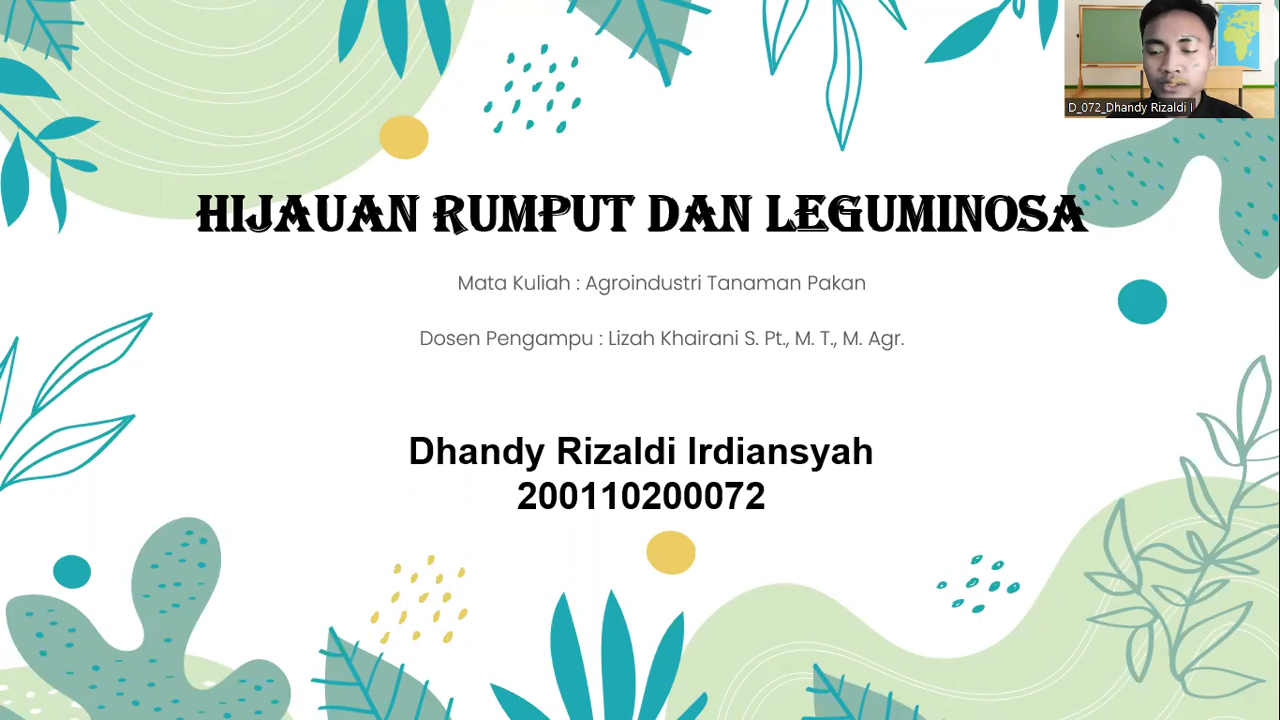 D_072_Dhandy Rizaldi I
HIJAUAN RUMPUT DAN LEGUMINOSA
Mata Kuliah : Agroindustri Tanaman Pakan
Dosen Pengampu : Lizah Khairani S. Pt., M. T., M. Agr.
Dhandy Rizaldi Irdiansyah
200110200072